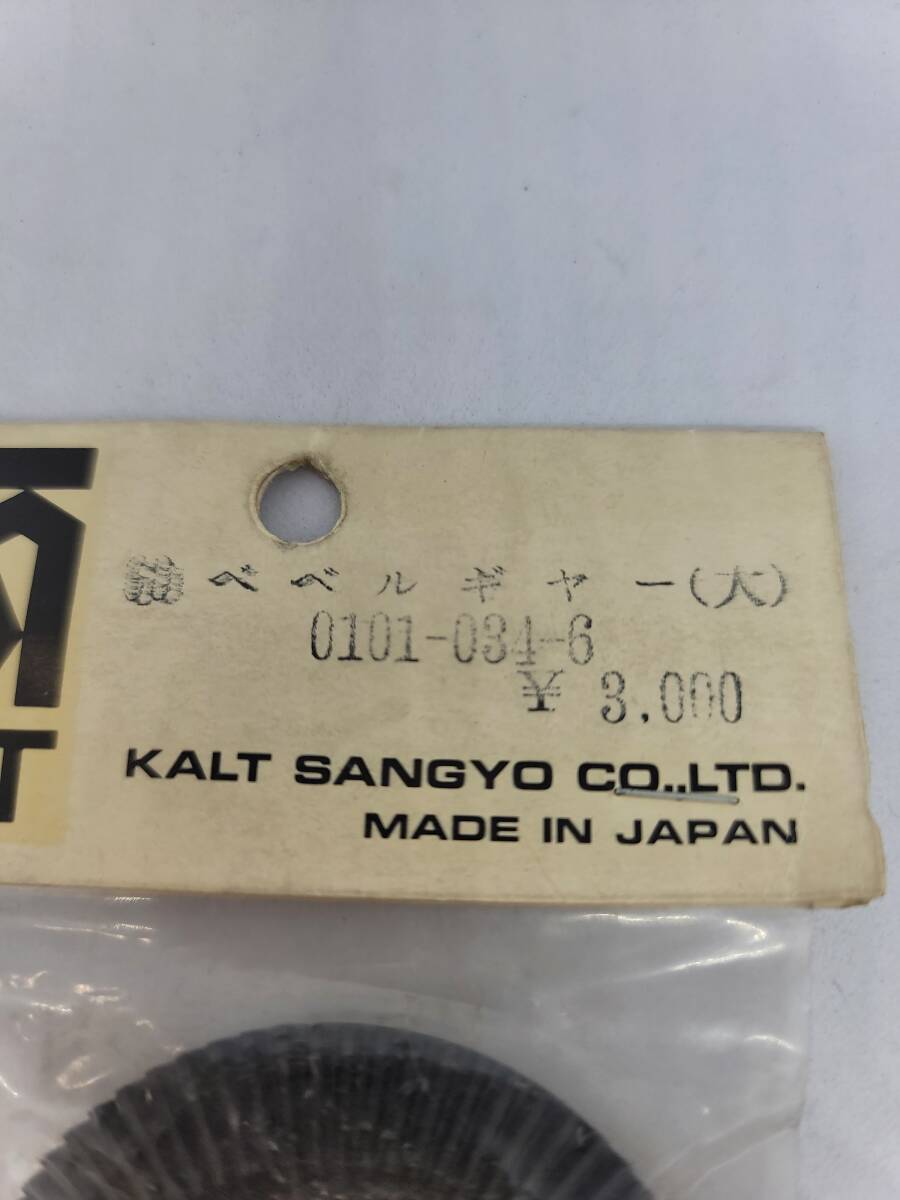 ベベルギヤー(大)
0101-034-6
¥ 3.000
T
KALT SANGYO CO.,LTD.
MADE IN JAPAN